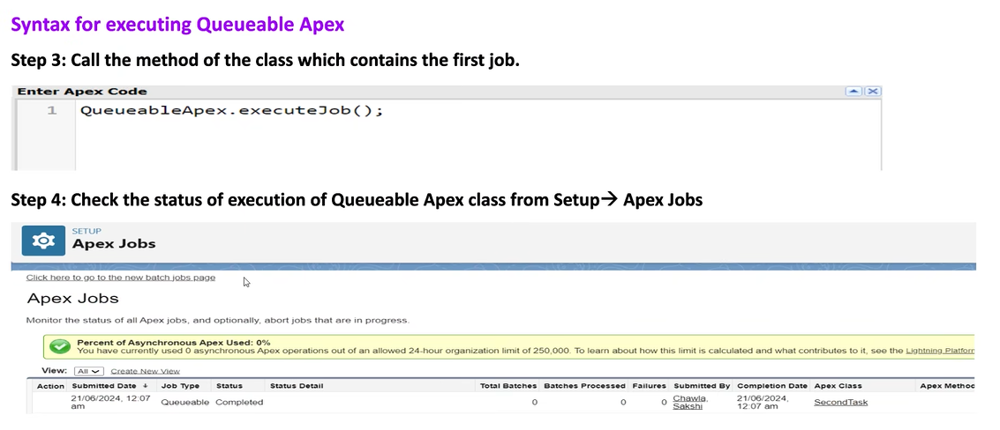 Syntax for executing Queueable Apex
Step 3: Call the method of the class which contains the first job.
Enter Apex Code
1 QueueableApex.executeJob();
Step 4: Check the status of execution of Queueable Apex class from Setup→ Apex Jobs
SETUP
Apex Jobs
Click here to go to the new batch jobs page
Apex Jobs
Monitor the status of all Apex jobs, and optionally, abort jobs that are in progress.
Percent of Asynchronous Apex Used: 0%
You have currently used 0 asynchronous Apex operations out of an allowed 24-hour organization limit of 250,000. To learn about how this limit is calculated and what contributes to it, see the Lightning Platforr
View: All Create New View
Action Submitted Date ↓ Job Type Status Status Detail Total Batches Batches Processed Failures Submitted By Completion Date Apex Class Apex Method
21/06/2024, 12:07 am Queueable Completed 0 0 0 Chawla, Sakshi 21/06/2024, 12:07 am SecondTask